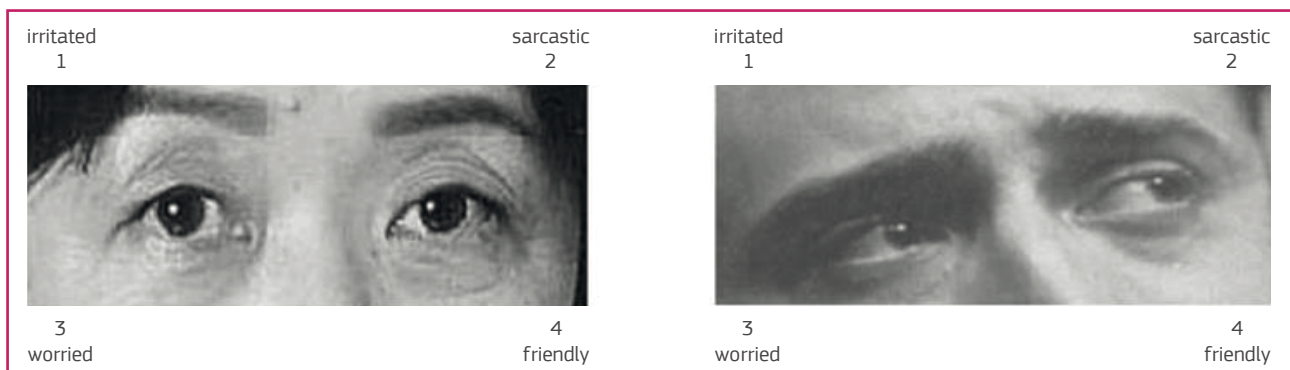 irritated sarcastic
1 2
3 4
worried friendly
irritated sarcastic
1 2
3 4
worried friendly